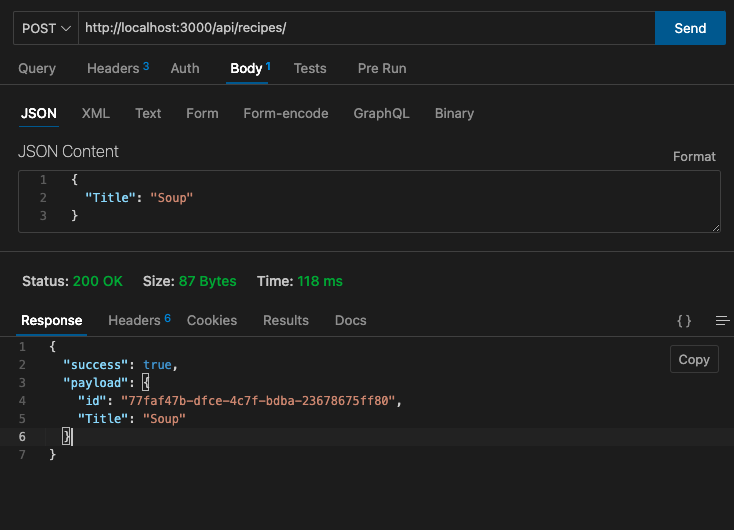 POST http://localhost:3000/api/recipes/ Send
Query Headers 3 Auth Body 1 Tests Pre Run
JSON XML Text Form Form-encode GraphQL Binary
JSON Content
Format
1 {
2 "Title": "Soup"
3 }
Status: 200 OK Size: 87 Bytes Time: 118 ms
Response Headers 6 Cookies Results Docs {}
1 {
2 "success": true,
Copy
3 "payload": {
4 "id": "77faf47b-dfce-4c7f-bdba-23678675ff80",
5 "Title": "Soup"
6 }
7 }